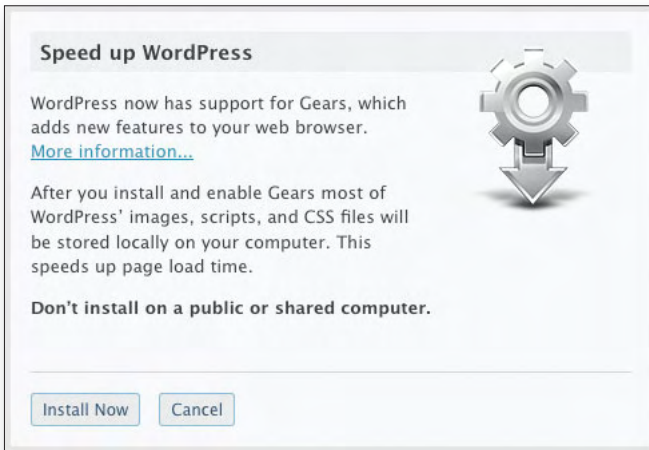 Speed up WordPress
WordPress now has support for Gears, which
adds new features to your web browser.
More information...
After you install and enable Gears most of
WordPress’ images, scripts, and CSS files will
be stored locally on your computer. This
speeds up page load time.
Don’t install on a public or shared computer.
Install Now
Cancel